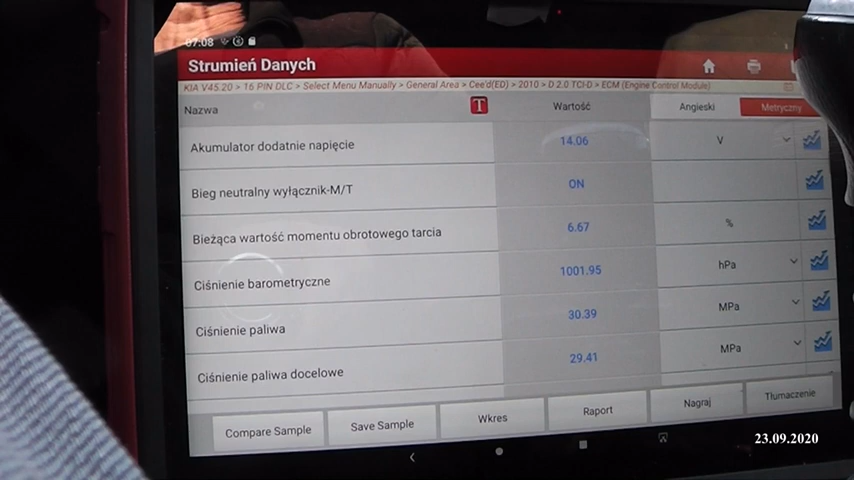 07:08
Strumień Danych
KIA V45.20 > 16 PIN DLC > Select Menu Manually > General Area > Cee'd(ED) > 2010 > D 2.0 TCI-D > ECM (Engine Control Module)
Nazwa T Wartość Angieski Metryczny
Akumulator dodatnie napięcie 14.06 V
Bieg neutralny wyłącznik-M/T ON
Bieżąca wartość momentu obrotowego tarcia 6.67 %
Ciśnienie barometryczne 1001.95 hPa
Ciśnienie paliwa 30.39 MPa
Ciśnienie paliwa docelowe 29.41 MPa
Compare Sample Save Sample Wkres Raport Nagraj Tłumaczenie
23.09.2020